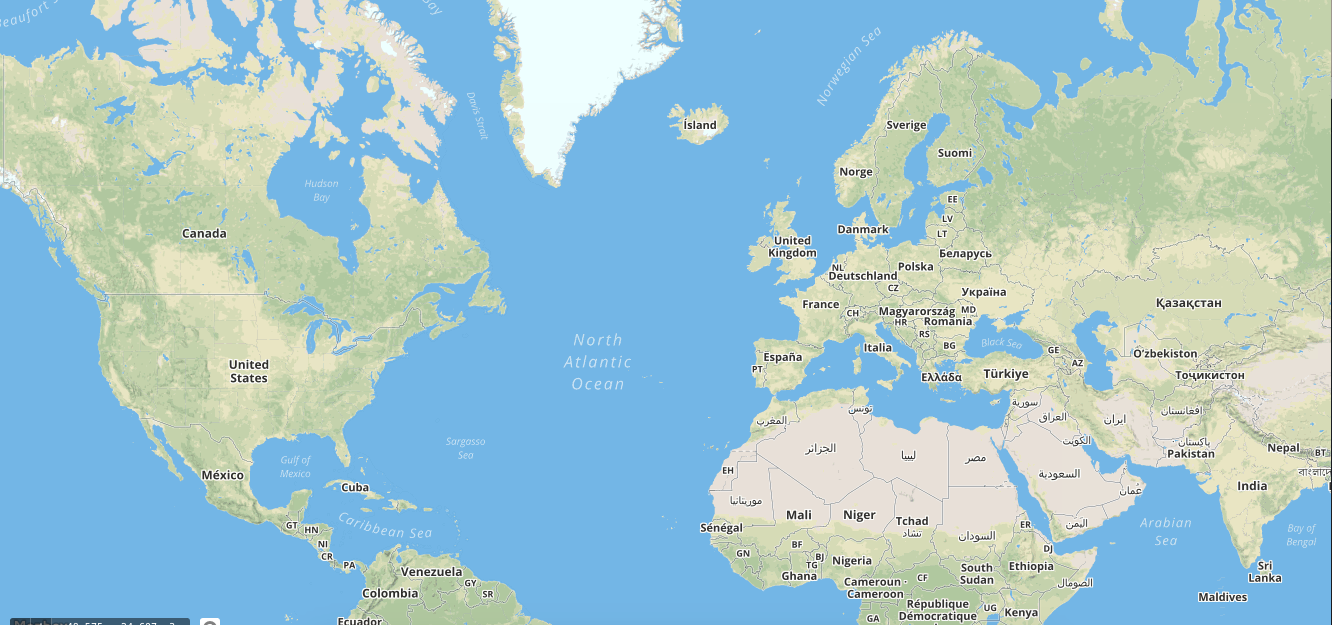 Beaufort
Bay
Davis Strait
Norwegian Sea
Ísland
Sverige
Suomi
Norge
Hudson
Bay
EE
LV
LT
Canada
Danmark
United
Kingdom
Беларусь
NL
Polska
Deutschland
CZ
Україна
France
Қазақстан
CH
Magyarország
MD
HR
Romania
RS
North
Atlantic
Ocean
Black Sea
BG
Italia
GE
Oʻzbekiston
España
AZ
PT
United
States
Ελλάδα
Türkiye
Тоҷикистон
سورية
تونس
افغانستان
المغرب
العراق
ايران
Sargasso
Sea
الكويت
پاکستان
Pakistan
الجزائر
ليبيا
مصر
Nepal
BT
Gulf of
Mexico
México
EH
السعودية
Cuba
India
عمان
موريتانيا
Caribbean Sea
Mali
Niger
Tchad
تشاد
GT
HN
Sénégal
ER
اليمن
Arabian
Sea
Bay of
Bengal
السودان
NI
BF
DJ
CR
GN
BJ
TG
Nigeria
PA
Ghana
Venezuela
Cameroun
Cameroon
CF
South
Sudan
Ethiopia
Sri
Lanka
GY
SR
الصومال
Colombia
Maldives
République
Démocratique
UG
Kenya
Ecuador
GA